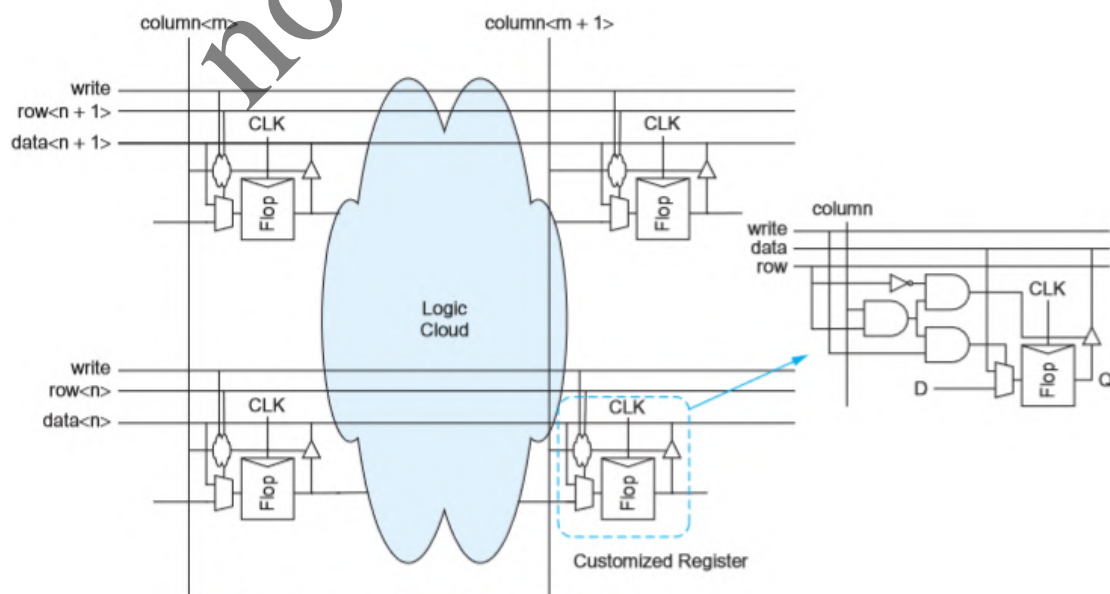 no
column<m>
column<m + 1>
write
row<n + 1>
CLK
CLK
data<n + 1>
Flop
Flop
column
write
data
row
CLK
Logic
Cloud
D
Flop
Q
write
row<n>
CLK
CLK
data<n>
Flop
Flop
Customized Register